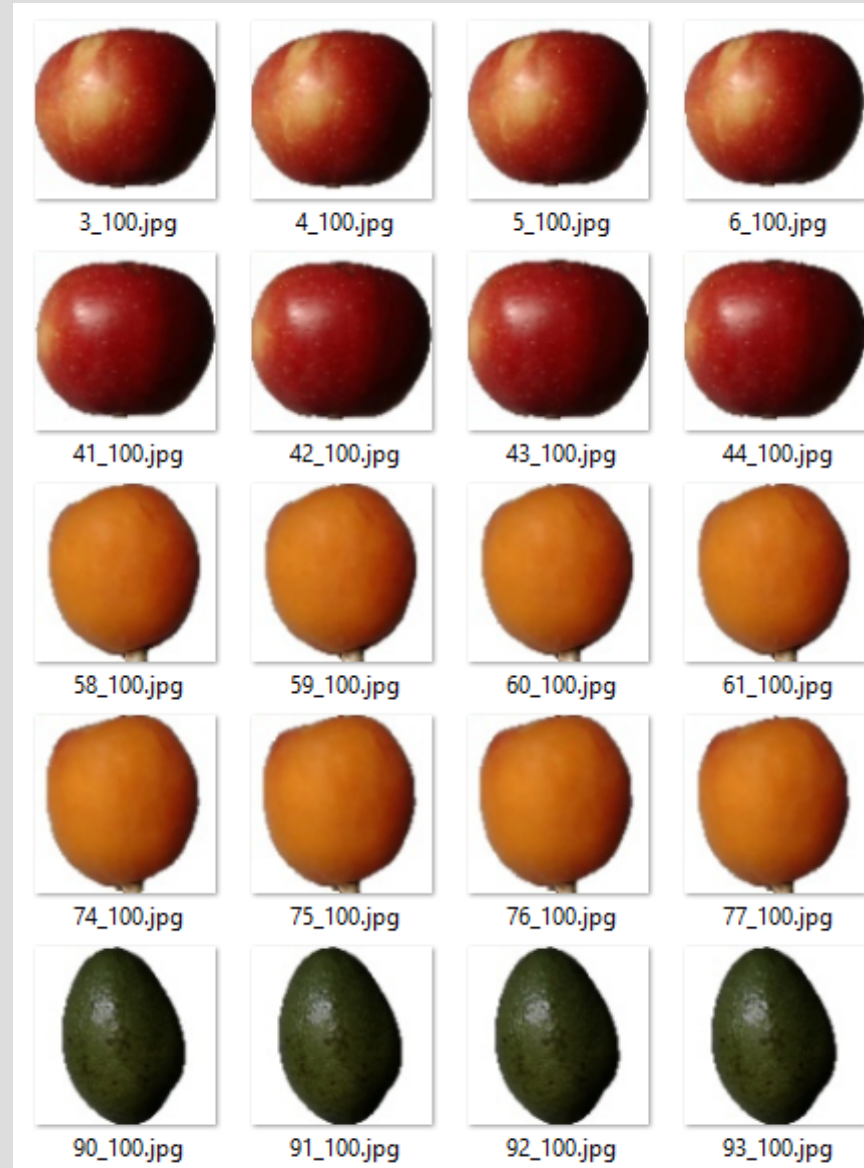 3_100.jpg 4_100.jpg 5_100.jpg 6_100.jpg
41_100.jpg 42_100.jpg 43_100.jpg 44_100.jpg
58_100.jpg 59_100.jpg 60_100.jpg 61_100.jpg
74_100.jpg 75_100.jpg 76_100.jpg 77_100.jpg
90_100.jpg 91_100.jpg 92_100.jpg 93_100.jpg